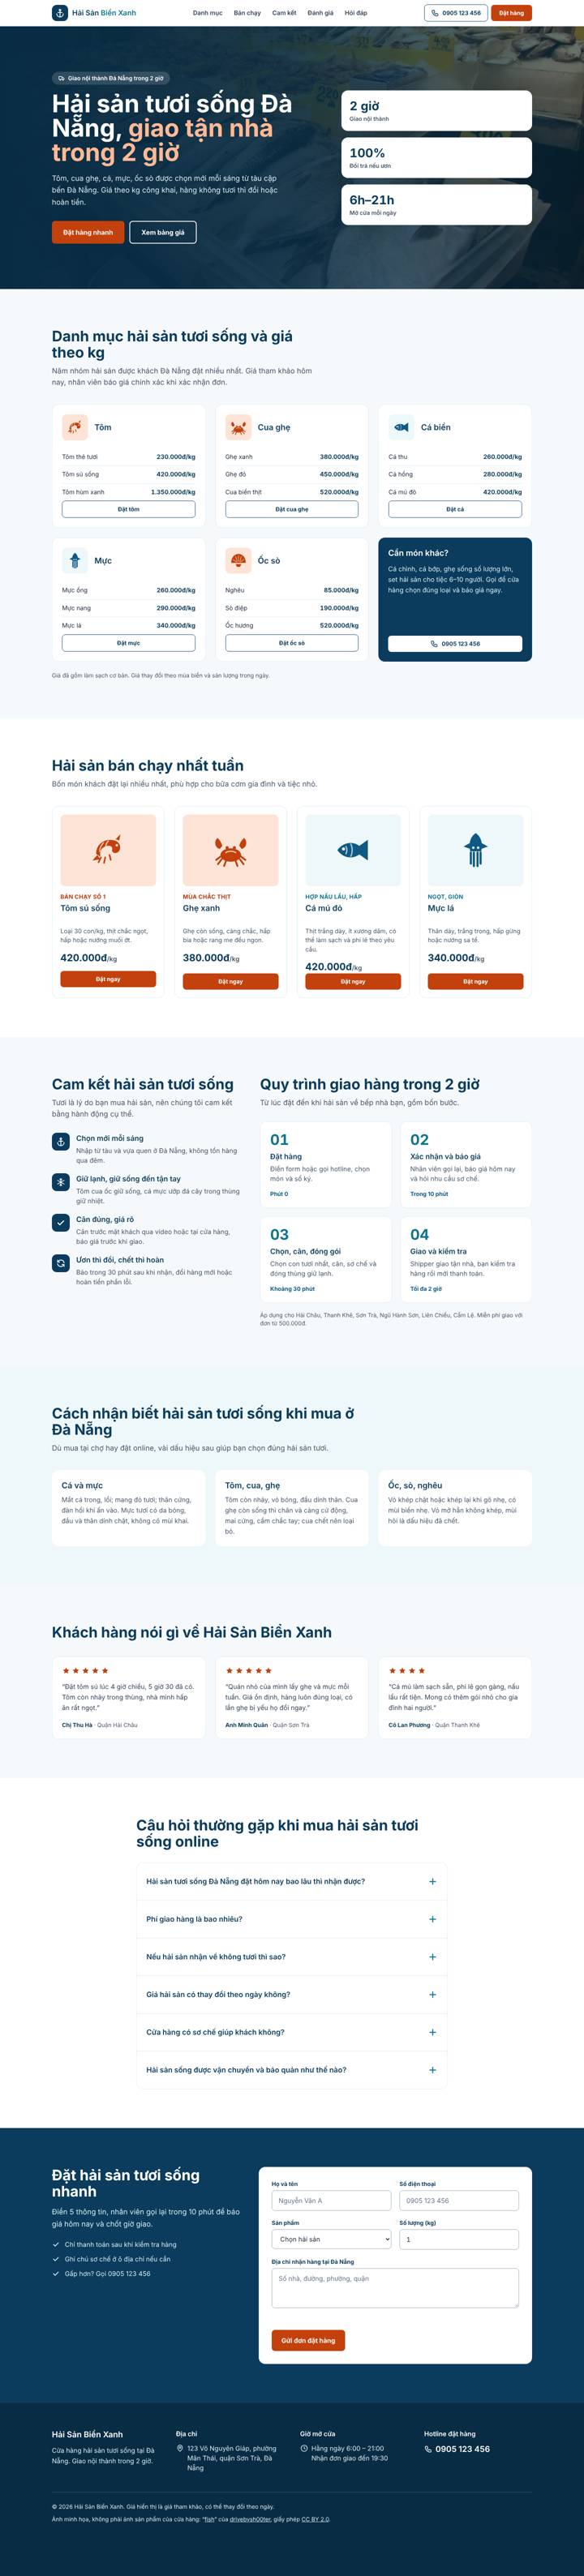 Hải Sản Biển Xanh
Danh mục
Bán chạy
Cam kết
Đánh giá
Hỏi đáp
0905 123 456
Đặt hàng
Giao nội thành Đà Nẵng trong 2 giờ
Hải sản tươi sống Đà
Nẵng, giao tận nhà
trong 2 giờ
Tôm, cua ghẹ, cá, mực, ốc sò được chọn mới mỗi sáng từ tàu cập
bến Đà Nẵng. Giá theo kg công khai, hàng không tươi thì đổi hoặc
hoàn tiền.
Đặt hàng nhanh
Xem bảng giá
2 giờ
Giao nội thành
100%
Đổi trả nếu ươn
6h–21h
Mở cửa mỗi ngày
Danh mục hải sản tươi sống và giá
theo kg
Năm nhóm hải sản được khách Đà Nẵng đặt nhiều nhất. Giá tham khảo hôm
nay, nhân viên báo giá chính xác khi xác nhận đơn.
Tôm
Tôm thẻ tươi 230.000đ/kg
Tôm sú sống 420.000đ/kg
Tôm hùm xanh 1.350.000đ/kg
Đặt tôm
Cua ghẹ
Ghẹ xanh 380.000đ/kg
Ghẹ đỏ 450.000đ/kg
Cua biển thịt 520.000đ/kg
Đặt cua ghẹ
Cá biển
Cá thu 260.000đ/kg
Cá hồng 280.000đ/kg
Cá mú đỏ 420.000đ/kg
Đặt cá
Mực
Mực ống 260.000đ/kg
Mực nang 290.000đ/kg
Mực lá 340.000đ/kg
Đặt mực
Ốc sò
Nghêu 85.000đ/kg
Sò điệp 190.000đ/kg
Ốc hương 520.000đ/kg
Đặt ốc sò
Cần món khác?
Cá chình, cá bớp, ghẹ sống số lượng lớn,
set hải sản cho tiệc 6–10 người. Gọi để cửa
hàng chọn đúng loại và báo giá ngay.
0905 123 456
Giá đã gồm làm sạch cơ bản. Giá thay đổi theo mùa biển và sản lượng trong ngày.
Hải sản bán chạy nhất tuần
Bốn món khách đặt lại nhiều nhất, phù hợp cho bữa cơm gia đình và tiệc nhỏ.
BÁN CHẠY SỐ 1
Tôm sú sống
Loại 30 con/kg, thịt chắc ngọt,
hấp hoặc nướng muối ớt.
420.000đ/kg
Đặt ngay
MÙA CHẮC THỊT
Ghẹ xanh
Ghẹ còn sống, càng chắc, hấp
bia hoặc rang me đều ngon.
380.000đ/kg
Đặt ngay
HỢP NẤU LẨU, HẤP
Cá mú đỏ
Thịt trắng dày, ít xương dăm, có
thể làm sạch và phi lê theo yêu
cầu.
420.000đ/kg
Đặt ngay
NGỌT, GIÒN
Mực lá
Thân dày, trắng trong, hấp gừng
hoặc nướng sa tế.
340.000đ/kg
Đặt ngay
Cam kết hải sản tươi sống
Tươi là lý do bạn mua hải sản, nên chúng tôi cam kết
bằng hành động cụ thể.
Chọn mới mỗi sáng
Nhập từ tàu và vựa quen ở Đà Nẵng, không tồn hàng
qua đêm.
Giữ lạnh, giữ sống đến tận tay
Tôm cua ốc giữ sống, cá mực ướp đá cây trong thùng
giữ nhiệt.
Cân đúng, giá rõ
Cân trước mặt khách qua video hoặc tại cửa hàng,
báo giá trước khi giao.
Ươn thì đổi, chết thì hoàn
Báo trong 30 phút sau khi nhận, đổi hàng mới hoặc
hoàn tiền phần lỗi.
Quy trình giao hàng trong 2 giờ
Từ lúc đặt đến khi hải sản về bếp nhà bạn, gồm bốn bước.
01
Đặt hàng
Điền form hoặc gọi hotline, chọn
món và số ký.
Phút 0
02
Xác nhận và báo giá
Nhân viên gọi lại, báo giá hôm nay
và hỏi nhu cầu sơ chế.
Trong 10 phút
03
Chọn, cân, đóng gói
Chọn con tươi nhất, cân, sơ chế và
đóng thùng giữ lạnh.
Khoảng 30 phút
04
Giao và kiểm tra
Shipper giao tận nhà, bạn kiểm tra
hàng rồi mới thanh toán.
Tối đa 2 giờ
Áp dụng cho Hải Châu, Thanh Khê, Sơn Trà, Ngũ Hành Sơn, Liên Chiểu, Cẩm Lệ. Miễn phí giao với
đơn từ 500.000đ.
Cách nhận biết hải sản tươi sống khi mua ở
Đà Nẵng
Dù mua tại chợ hay đặt online, vài dấu hiệu sau giúp bạn chọn đúng hải sản tươi.
Cá và mực
Mắt cá trong, lồi; mang đỏ tươi; thân cứng,
đàn hồi khi ấn vào. Mực tươi có da bóng,
đầu và thân dính chặt, không có mùi khai.
Tôm, cua, ghẹ
Tôm còn nhảy, vỏ bóng, đầu dính thân. Cua
ghẹ còn sống thì chân và càng cử động,
mai cứng, cầm chắc tay; cua chết nên loại
bỏ.
Ốc, sò, nghêu
Vỏ khép chặt hoặc khép lại khi gõ nhẹ, có
mùi biển nhẹ. Vỏ mở hẳn không khép, mùi
hôi là dấu hiệu đã chết.
Khách hàng nói gì về Hải Sản Biển Xanh
“Đặt tôm sú lúc 4 giờ chiều, 5 giờ 30 đã có.
Tôm còn nhảy trong thùng, nhà mình hấp
ăn rất ngọt.”
Chị Thu Hà · Quận Hải Châu
“Quán nhỏ của mình lấy ghẹ và mực mỗi
tuần. Giá ổn định, hàng luôn đúng loại, có
lần ghẹ bị yếu họ đổi ngay.”
Anh Minh Quân · Quận Sơn Trà
“Cá mú làm sạch sẵn, phi lê gọn gàng, nấu
lẩu rất tiện. Mong có thêm gói nhỏ cho gia
đình hai người.”
Cô Lan Phương · Quận Thanh Khê
Câu hỏi thường gặp khi mua hải sản tươi
sống online
Hải sản tươi sống Đà Nẵng đặt hôm nay bao lâu thì nhận được?
Phí giao hàng là bao nhiêu?
Nếu hải sản nhận về không tươi thì sao?
Giá hải sản có thay đổi theo ngày không?
Cửa hàng có sơ chế giúp khách không?
Hải sản sống được vận chuyển và bảo quản như thế nào?
Đặt hải sản tươi sống
nhanh
Điền 5 thông tin, nhân viên gọi lại trong 10 phút để báo
giá hôm nay và chốt giờ giao.
Chỉ thanh toán sau khi kiểm tra hàng
Ghi chú sơ chế ở ô địa chỉ nếu cần
Gấp hơn? Gọi 0905 123 456
Họ và tên
Nguyễn Văn A
Số điện thoại
0905 123 456
Sản phẩm
Chọn hải sản
Số lượng (kg)
1
Địa chỉ nhận hàng tại Đà Nẵng
Số nhà, đường, phường, quận
Gửi đơn đặt hàng
Hải Sản Biển Xanh
Cửa hàng hải sản tươi sống tại Đà
Nẵng. Giao nội thành trong 2 giờ.
Địa chỉ
123 Võ Nguyên Giáp, phường
Mân Thái, quận Sơn Trà, Đà
Nẵng
Giờ mở cửa
Hằng ngày 6:00 – 21:00
Nhận đơn giao đến 19:30
Hotline đặt hàng
0905 123 456
© 2026 Hải Sản Biển Xanh. Giá hiển thị là giá tham khảo, có thể thay đổi theo ngày.
Ảnh minh họa, không phải ảnh sản phẩm của cửa hàng: “fish” của drivebysh00ter, giấy phép CC BY 2.0.